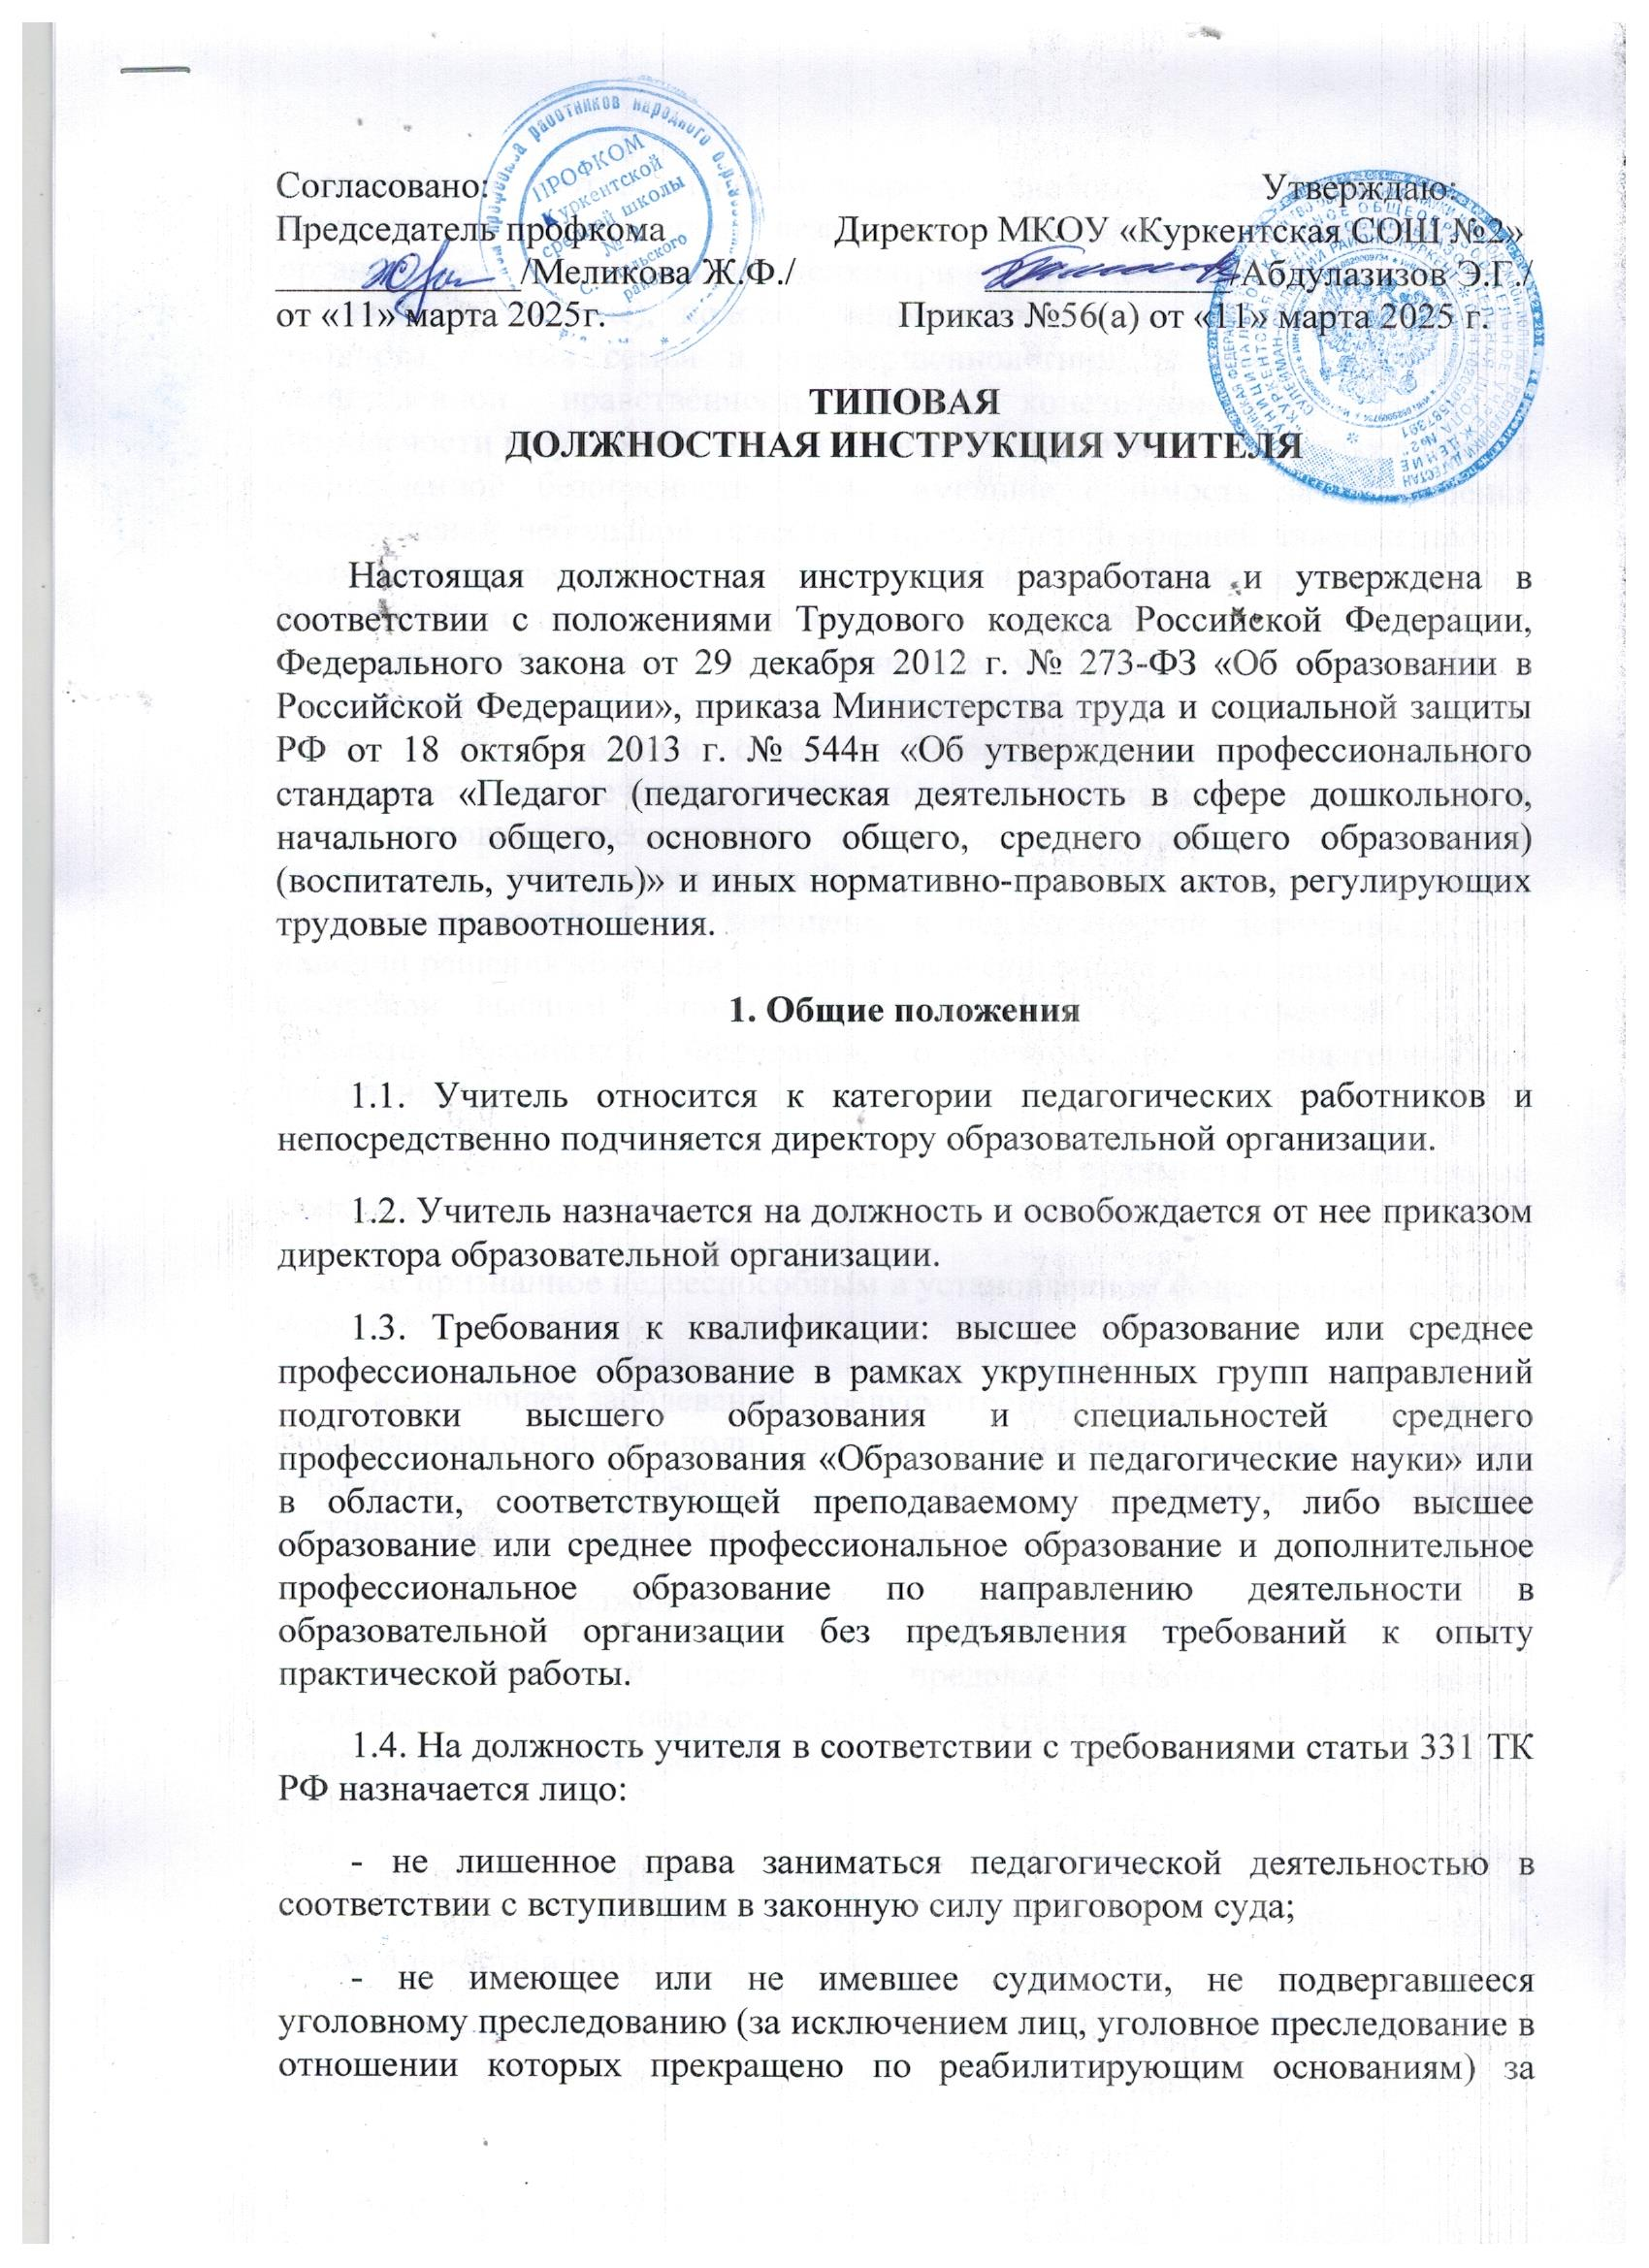 Согласовано: Утверждаю:
Председатель профкома Директор МКОУ «Куркентская СОШ №2»
/Меликова Ж.Ф./ /Абдулазизов Э.Г./
от «11» марта 2025г. Приказ №56(а) от «11» марта 2025 г.
работников народного
ПРОФКОМ
Куркентской
средней школы
ТИПОВАЯ
ДОЛЖНОСТНАЯ ИНСТРУКЦИЯ УЧИТЕЛЯ
Настоящая должностная инструкция разработана и утверждена в
соответствии с положениями Трудового кодекса Российской Федерации,
Федерального закона от 29 декабря 2012 г. № 273-ФЗ «Об образовании в
Российской Федерации», приказа Министерства труда и социальной защиты
РФ от 18 октября 2013 г. № 544н «Об утверждении профессионального
стандарта «Педагог (педагогическая деятельность в сфере дошкольного,
начального общего, основного общего, среднего общего образования)
(воспитатель, учитель)» и иных нормативно-правовых актов, регулирующих
трудовые правоотношения.
1. Общие положения
1.1. Учитель относится к категории педагогических работников и
непосредственно подчиняется директору образовательной организации.
1.2. Учитель назначается на должность и освобождается от нее приказом
директора образовательной организации.
1.3. Требования к квалификации: высшее образование или среднее
профессиональное образование в рамках укрупненных групп направлений
подготовки высшего образования и специальностей среднего
профессионального образования «Образование и педагогические науки» или
в области, соответствующей преподаваемому предмету, либо высшее
образование или среднее профессиональное образование и дополнительное
профессиональное образование по направлению деятельности в
образовательной организации без предъявления требований к опыту
практической работы.
1.4. На должность учителя в соответствии с требованиями статьи 331 ТК
РФ назначается лицо:
- не лишенное права заниматься педагогической деятельностью в
соответствии с вступившим в законную силу приговором суда;
- не имеющее или не имевшее судимости, не подвергавшееся
уголовному преследованию (за исключением лиц, уголовное преследование в
отношении которых прекращено по реабилитирующим основаниям) за